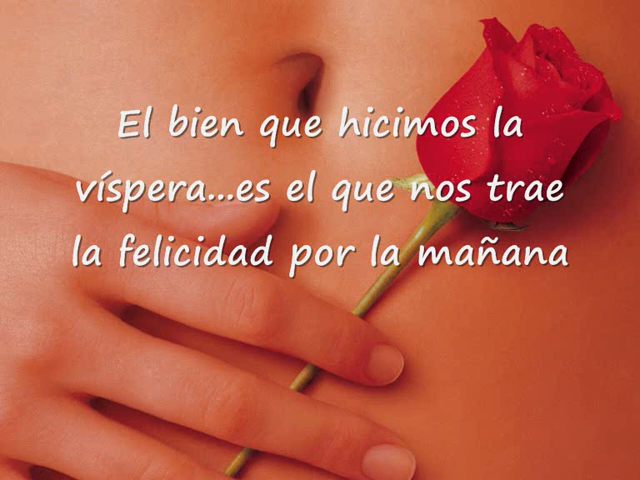 El bien que hicimos la
víspera...es el que nos trae
la felicidad por la mañana